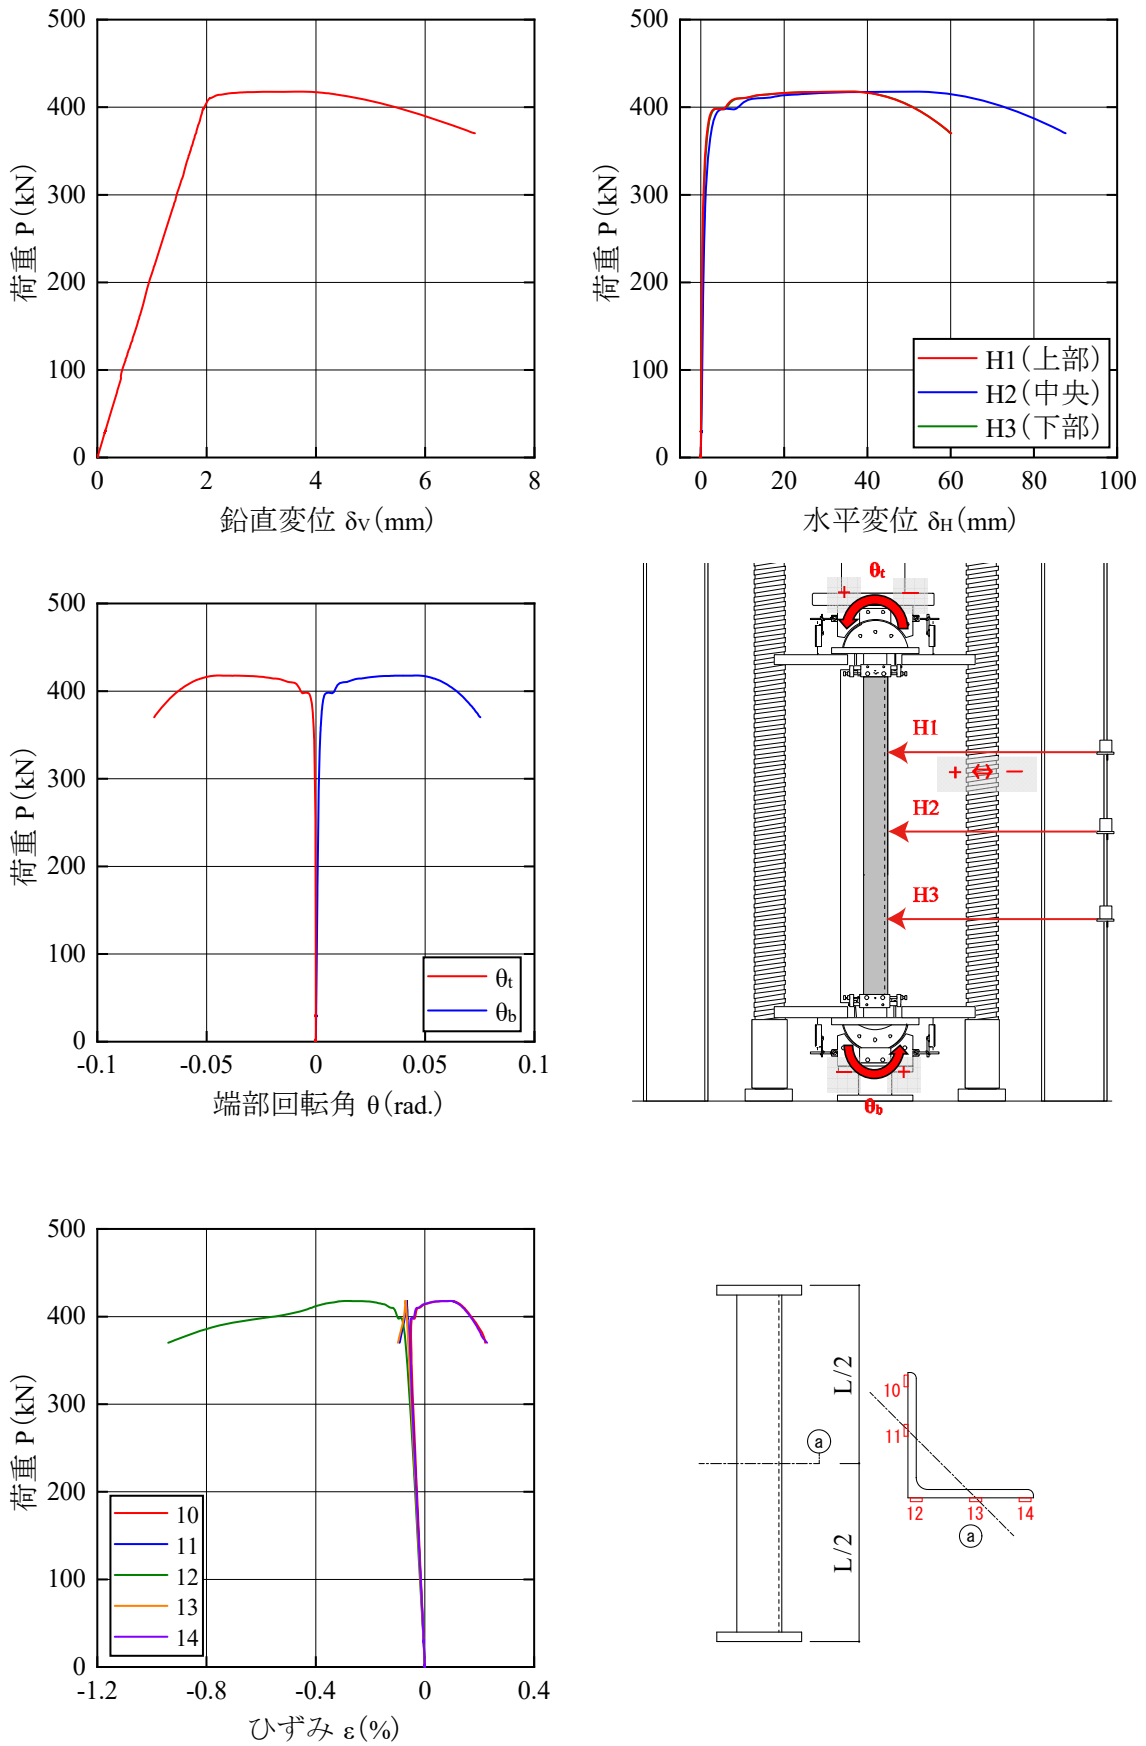 500
400
300
200
100
0
0 2 4 6 8
荷重 P(kN)
鉛直変位 δV(mm)
500
400
300
200
100
0
0 20 40 60 80 100
荷重 P(kN)
水平変位 δH(mm)
H1(上部)
H2(中央)
H3(下部)
500
400
300
200
100
0
-0.1 -0.05 0 0.05 0.1
荷重 P(kN)
端部回転角 θ(rad.)
θt
θb
θt
+ −
H1
+ ⇔ −
H2
H3
− +
θb
500
400
300
200
100
0
-1.2 -0.8 -0.4 0 0.4
荷重 P(kN)
ひずみ ε(%)
10
11
12
13
14
L/2
a
L/2
10
11
12 13 14
a